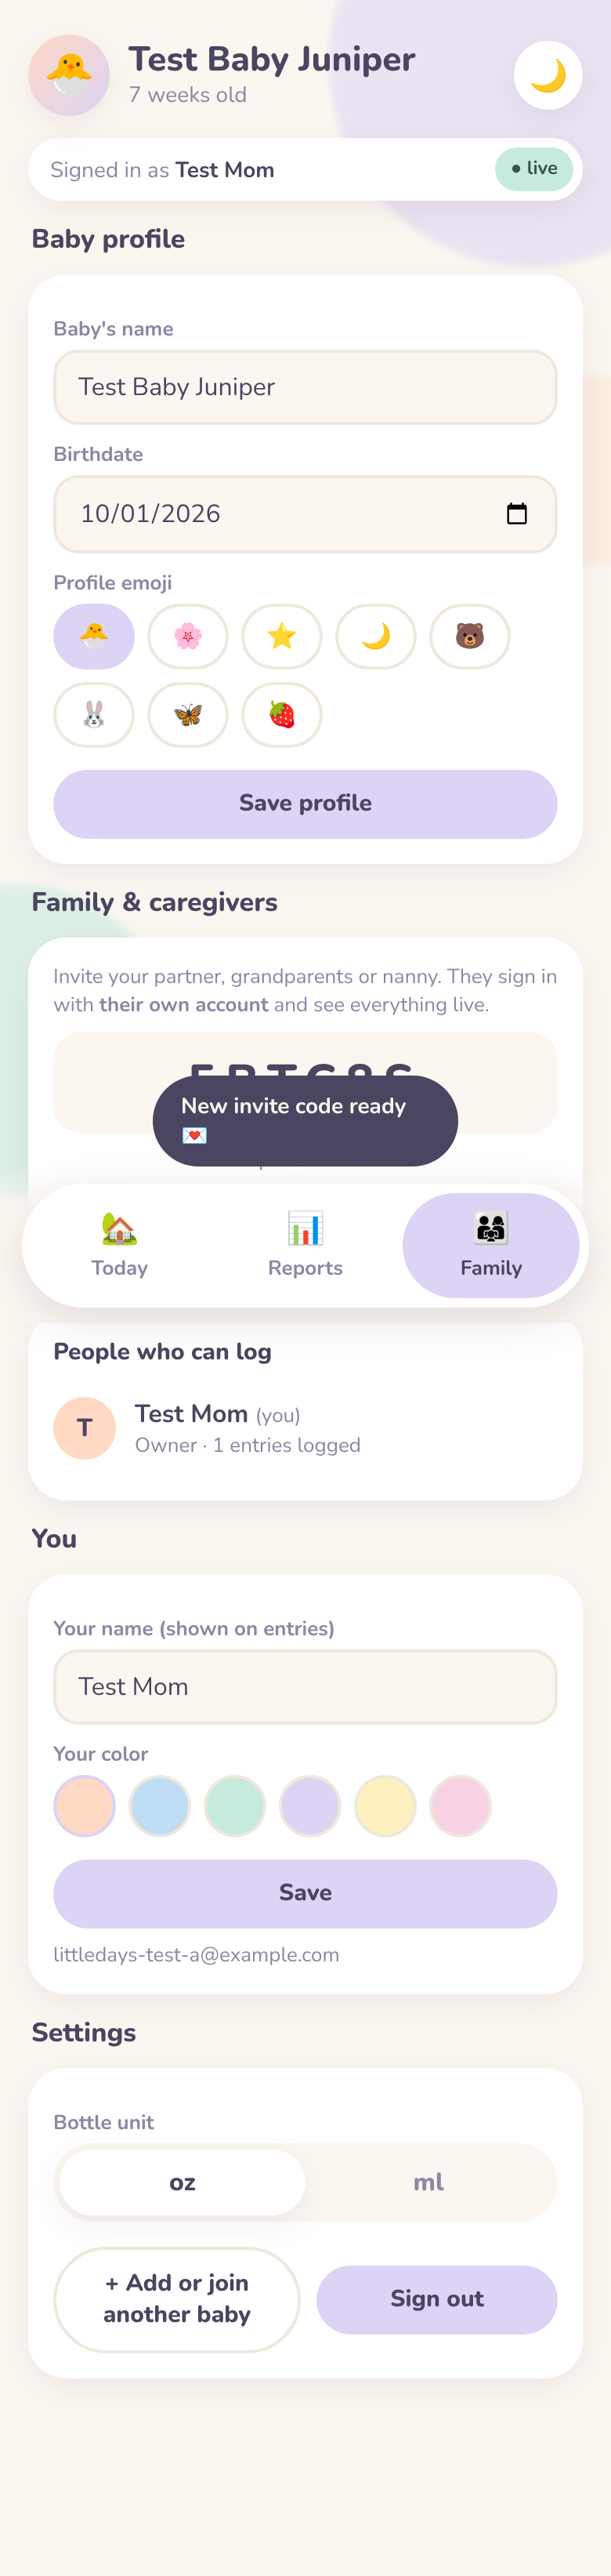 Test Baby Juniper
7 weeks old
Signed in as Test Mom
live
Baby profile
Baby's name
Test Baby Juniper
Birthdate
10/01/2026
Profile emoji
Save profile
Family & caregivers
Invite your partner, grandparents or nanny. They sign in
with their own account and see everything live.
New invite code ready
Today
Reports
Family
People who can log
T
Test Mom (you)
Owner · 1 entries logged
You
Your name (shown on entries)
Test Mom
Your color
Save
littledays-test-a@example.com
Settings
Bottle unit
oz
ml
+ Add or join
another baby
Sign out